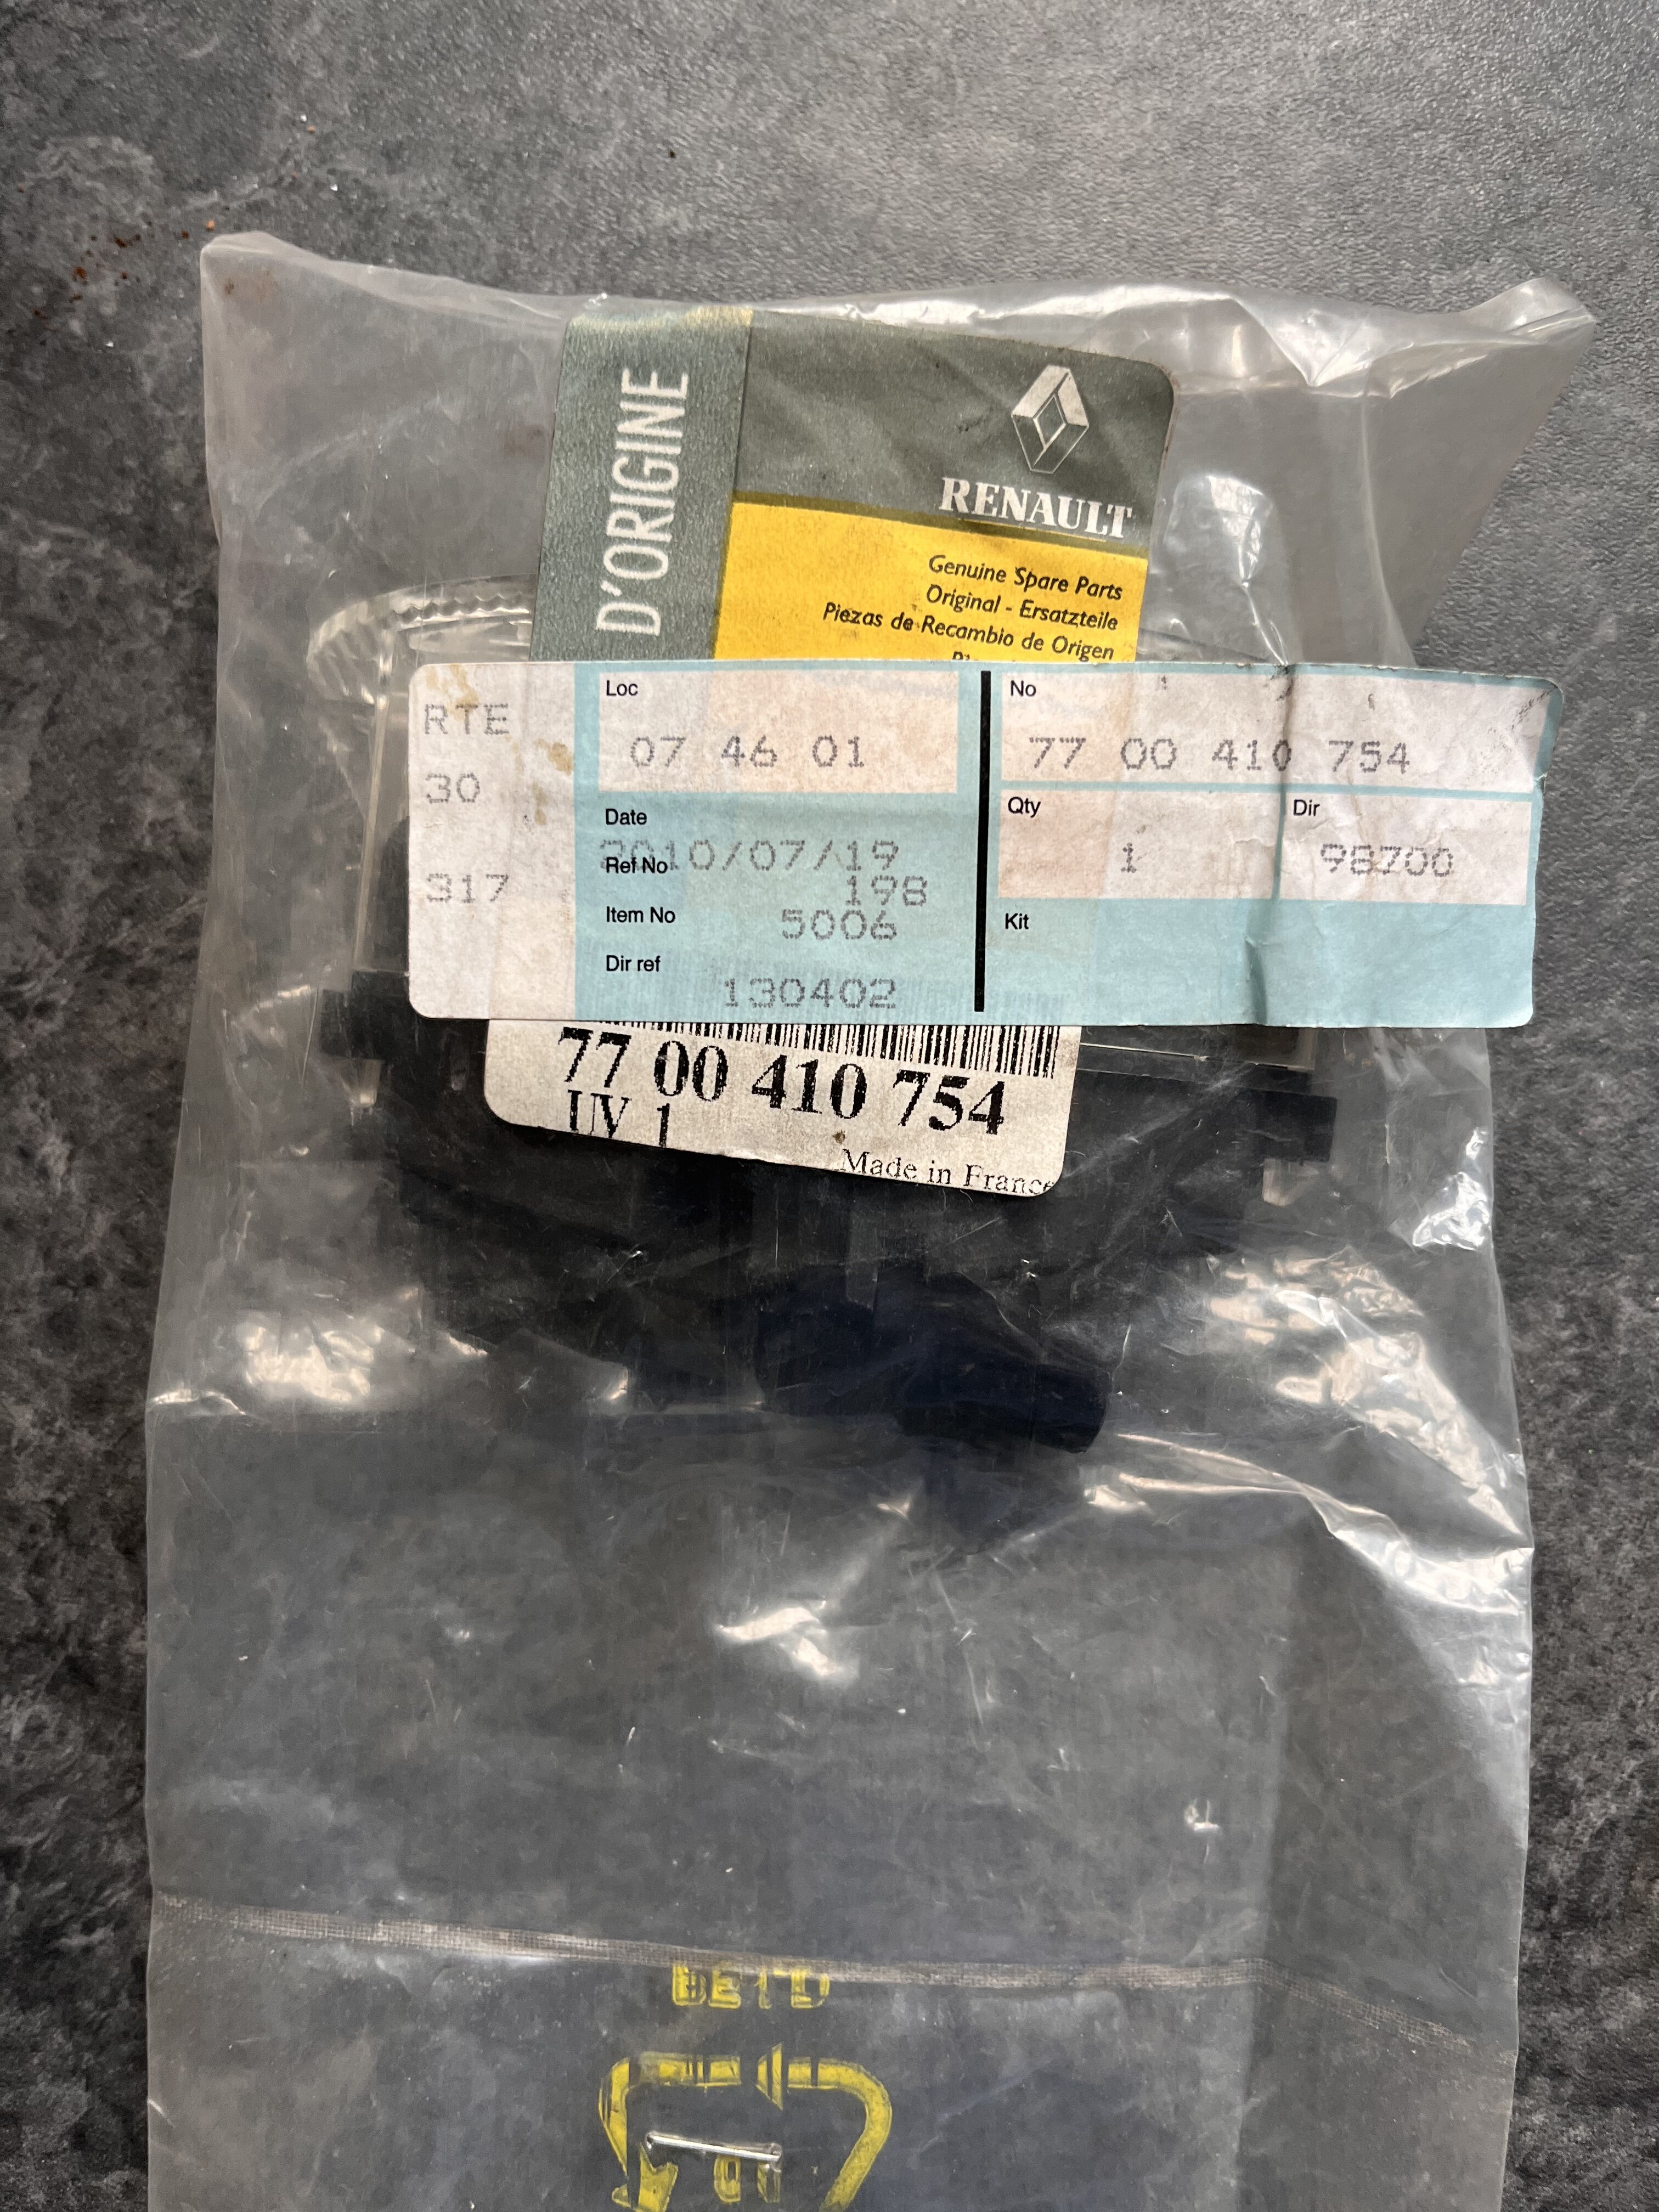 D'ORIGINE
RENAULT
Genuine Spare Parts
Original - Ersatzteile
Piezas de Recambio de Origen
RTE
30
317
Loc
07 46 01
Date
2010/07/19
Ref No
198
Item No
5006
Dir ref
130402
No
77 00 410 754
Qty
1
Dir
98700
Kit
77 00 410 754
UV 1
Made in France